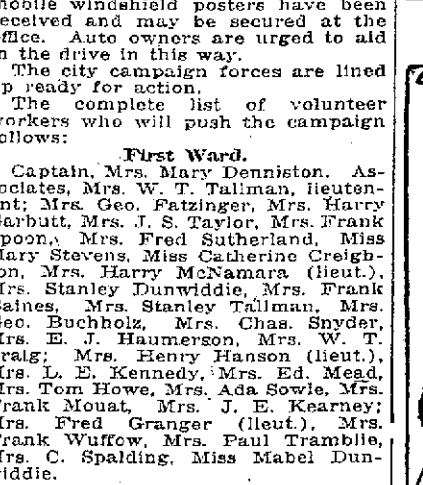 mobile windshield posters have been
received and may be secured at the
office. Auto owners are urged to aid
in the drive in this way.
The city campaign forces are lined
up ready for action.
The complete list of volunteer
workers who will push the campaign
follows:
First Ward.
Captain, Mrs. Mary Denniston. As-
sociates, Mrs. W. T. Tallman, lieuten-
ant; Mrs. Geo. Fatzinger, Mrs. Harry
Garbutt, Mrs. J. S. Taylor, Mrs. Frank
Spoon, Mrs. Fred Sutherland, Miss
Mary Stevens, Miss Catherine Creigh-
ton, Mrs. Harry McNamara (lieut.),
Mrs. Stanley Dunwiddie, Mrs. Frank
Baines, Mrs. Stanley Tallman, Mrs.
Geo. Buchholz, Mrs. Chas. Snyder,
Mrs. E. J. Haumerson, Mrs. W. T.
Craig; Mrs. Henry Hanson (lieut.),
Mrs. L. E. Kennedy, Mrs. Ed. Mead,
Mrs. Tom Howe, Mrs. Ada Sowle, Mrs.
Frank Mouat, Mrs. J. E. Kearney;
Mrs. Fred Granger (lieut.), Mrs.
Frank Wuffow, Mrs. Paul Tramblie,
Mrs. C. Spalding, Miss Mabel Dun-
widdie.